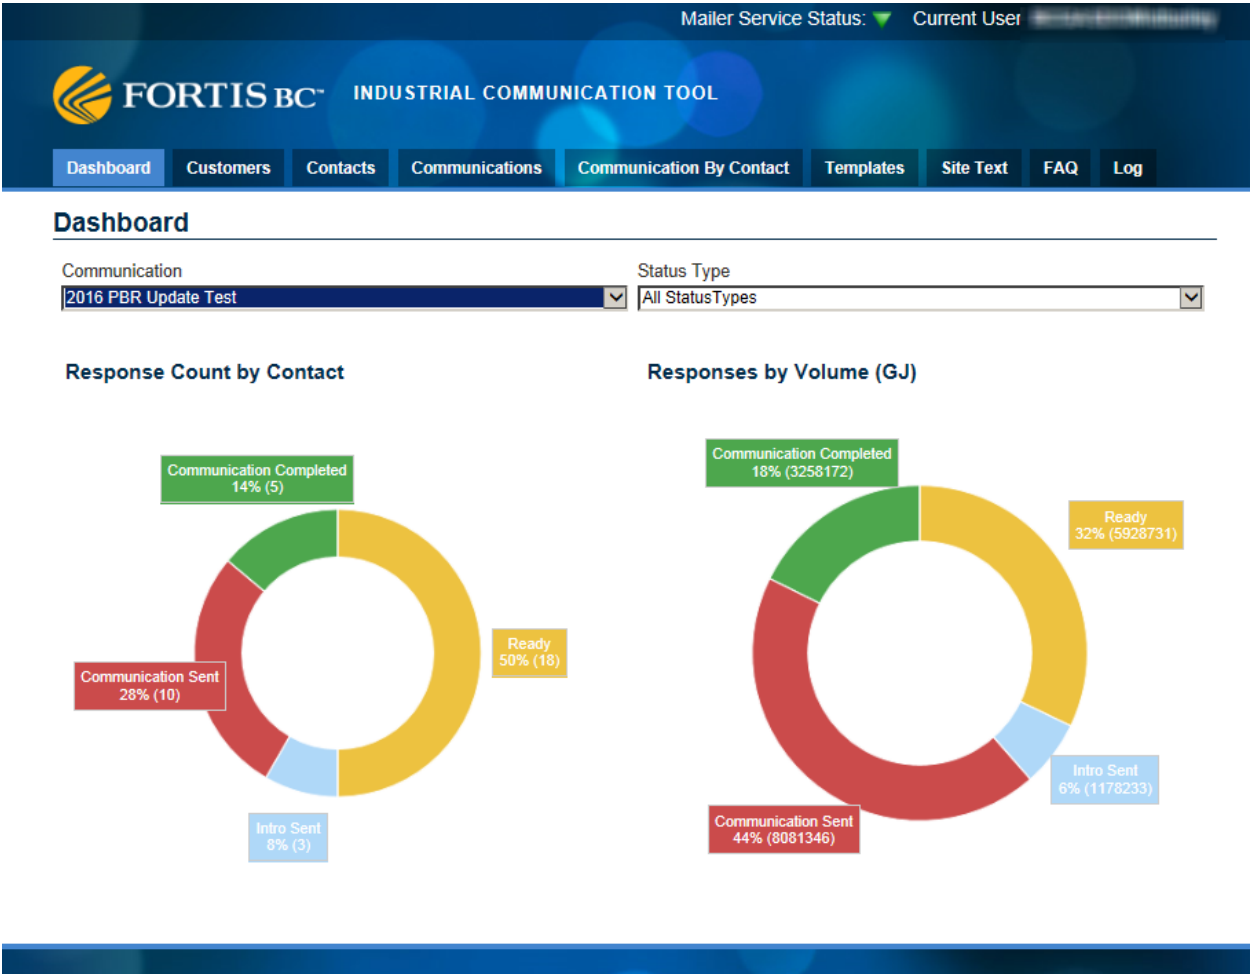 Mailer Service Status: Current User
FORTIS BC™ INDUSTRIAL COMMUNICATION TOOL
Dashboard Customers Contacts Communications Communication By Contact Templates Site Text FAQ Log
Dashboard
Communication Status Type
2016 PBR Update Test All StatusTypes
Response Count by Contact
Communication Completed
14% (5)
Ready
50% (18)
Communication Sent
28% (10)
Intro Sent
8% (3)
Responses by Volume (GJ)
Communication Completed
18% (3258172)
Ready
32% (5928731)
Intro Sent
6% (1178233)
Communication Sent
44% (8081346)